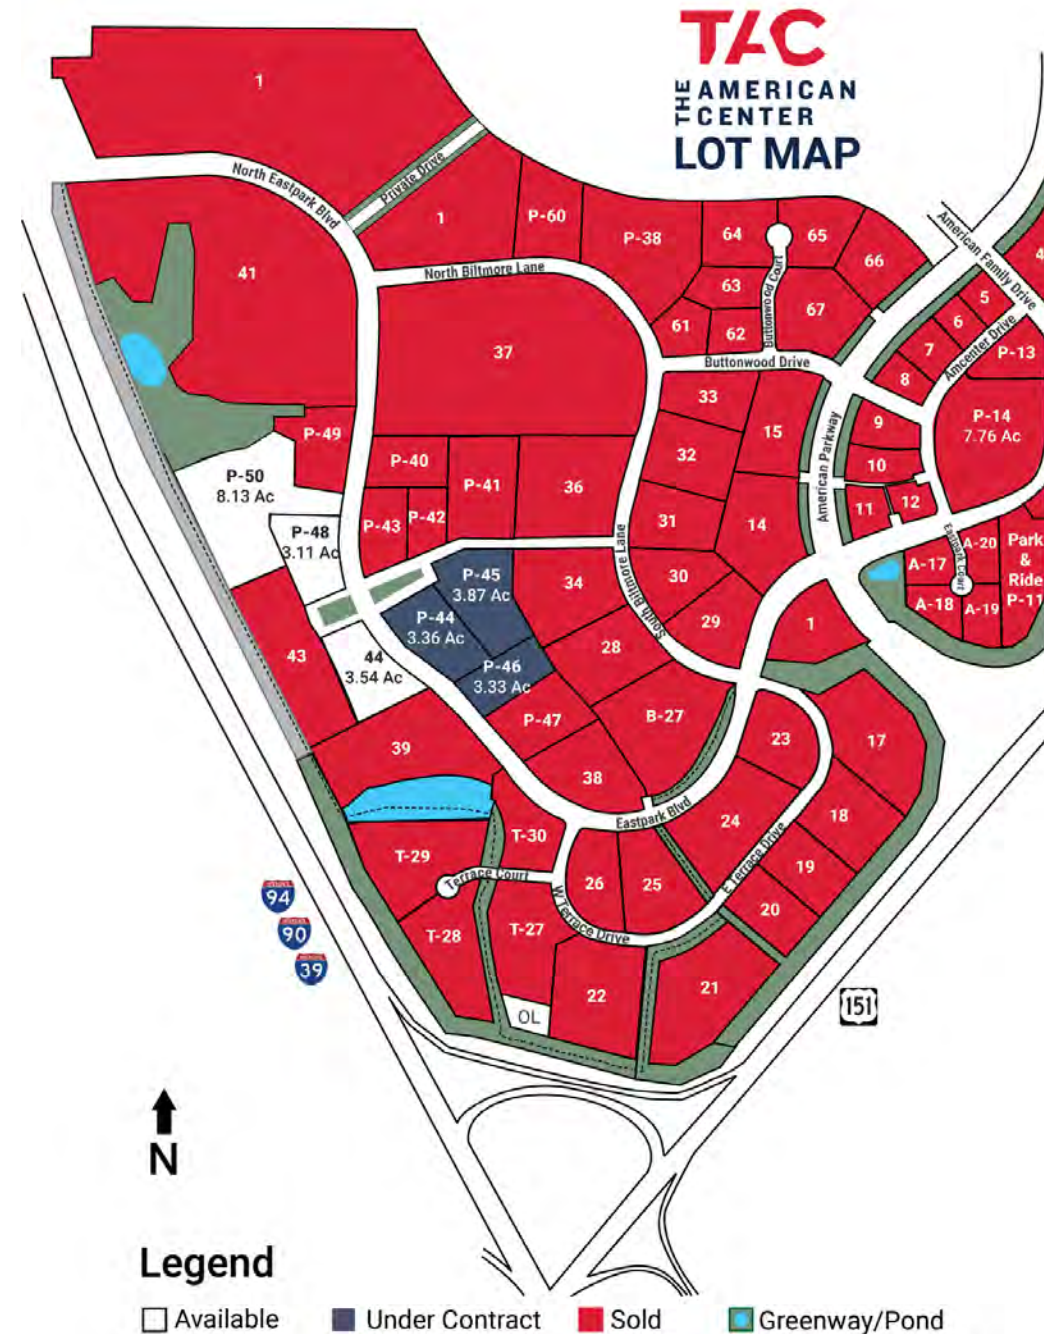 TAC
THE AMERICAN
CENTER
LOT MAP
1
North Eastpark Blvd
Private Drive
1
P-60
P-38
64
65
66
American Family Drive
4
41
North Biltmore Lane
63
Buttonwood Court
67
5
6
7
8
Amcenter Drive
P-13
61
62
37
Buttonwood Drive
33
15
American Parkway
9
P-14
7.76 Ac
P-49
P-40
P-41
36
32
10
P-50
8.13 Ac
P-48
3.11 Ac
P-43
P-42
31
14
11
12
Eastpark Court
A-17
A-20
Park
&
Ride
P-11
A-18
A-19
P-45
3.87 Ac
34
30
South Biltmore Lane
29
1
P-44
3.36 Ac
28
43
44
3.54 Ac
P-46
3.33 Ac
P-47
B-27
23
17
39
38
Eastpark Blvd
24
18
T-30
T-29
Terrace Court
26
25
E Terrace Drive
19
20
94
90
39
T-28
T-27
W Terrace Drive
22
21
OL
151
N
Legend
Available
Under Contract
Sold
Greenway/Pond